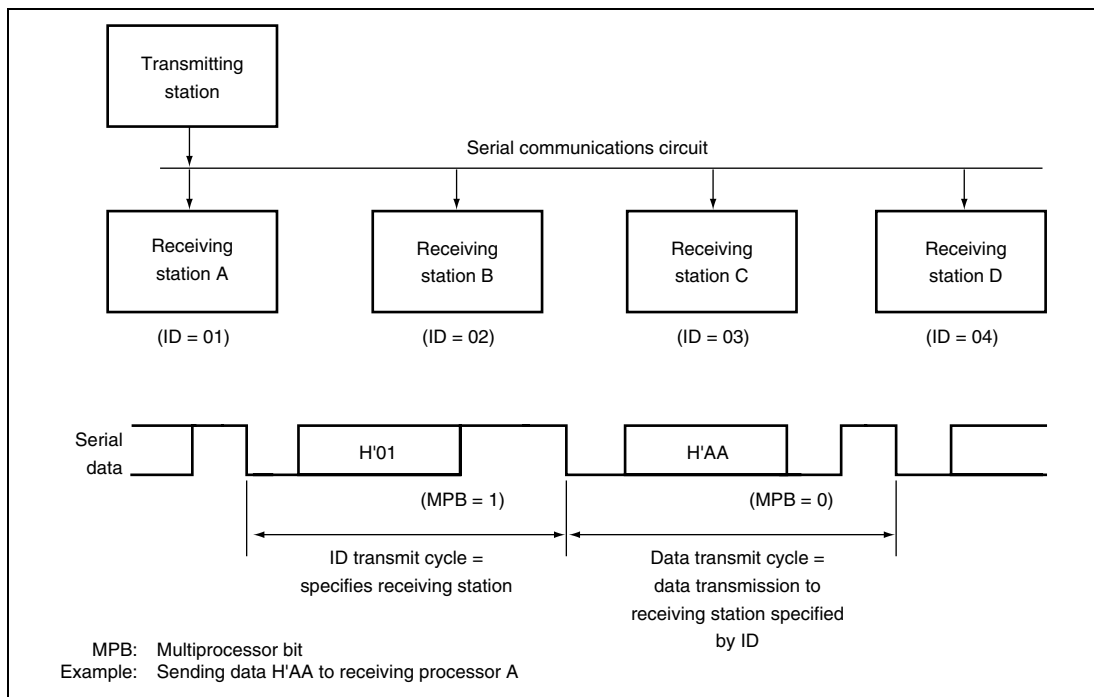 Transmitting
station
Serial communications circuit
Receiving
station A
Receiving
station B
Receiving
station C
Receiving
station D
(ID = 01)
(ID = 02)
(ID = 03)
(ID = 04)
Serial
data
H'01
H'AA
(MPB = 1)
(MPB = 0)
ID transmit cycle =
specifies receiving station
Data transmit cycle =
data transmission to
receiving station specified
by ID
MPB: Multiprocessor bit
Example: Sending data H'AA to receiving processor A